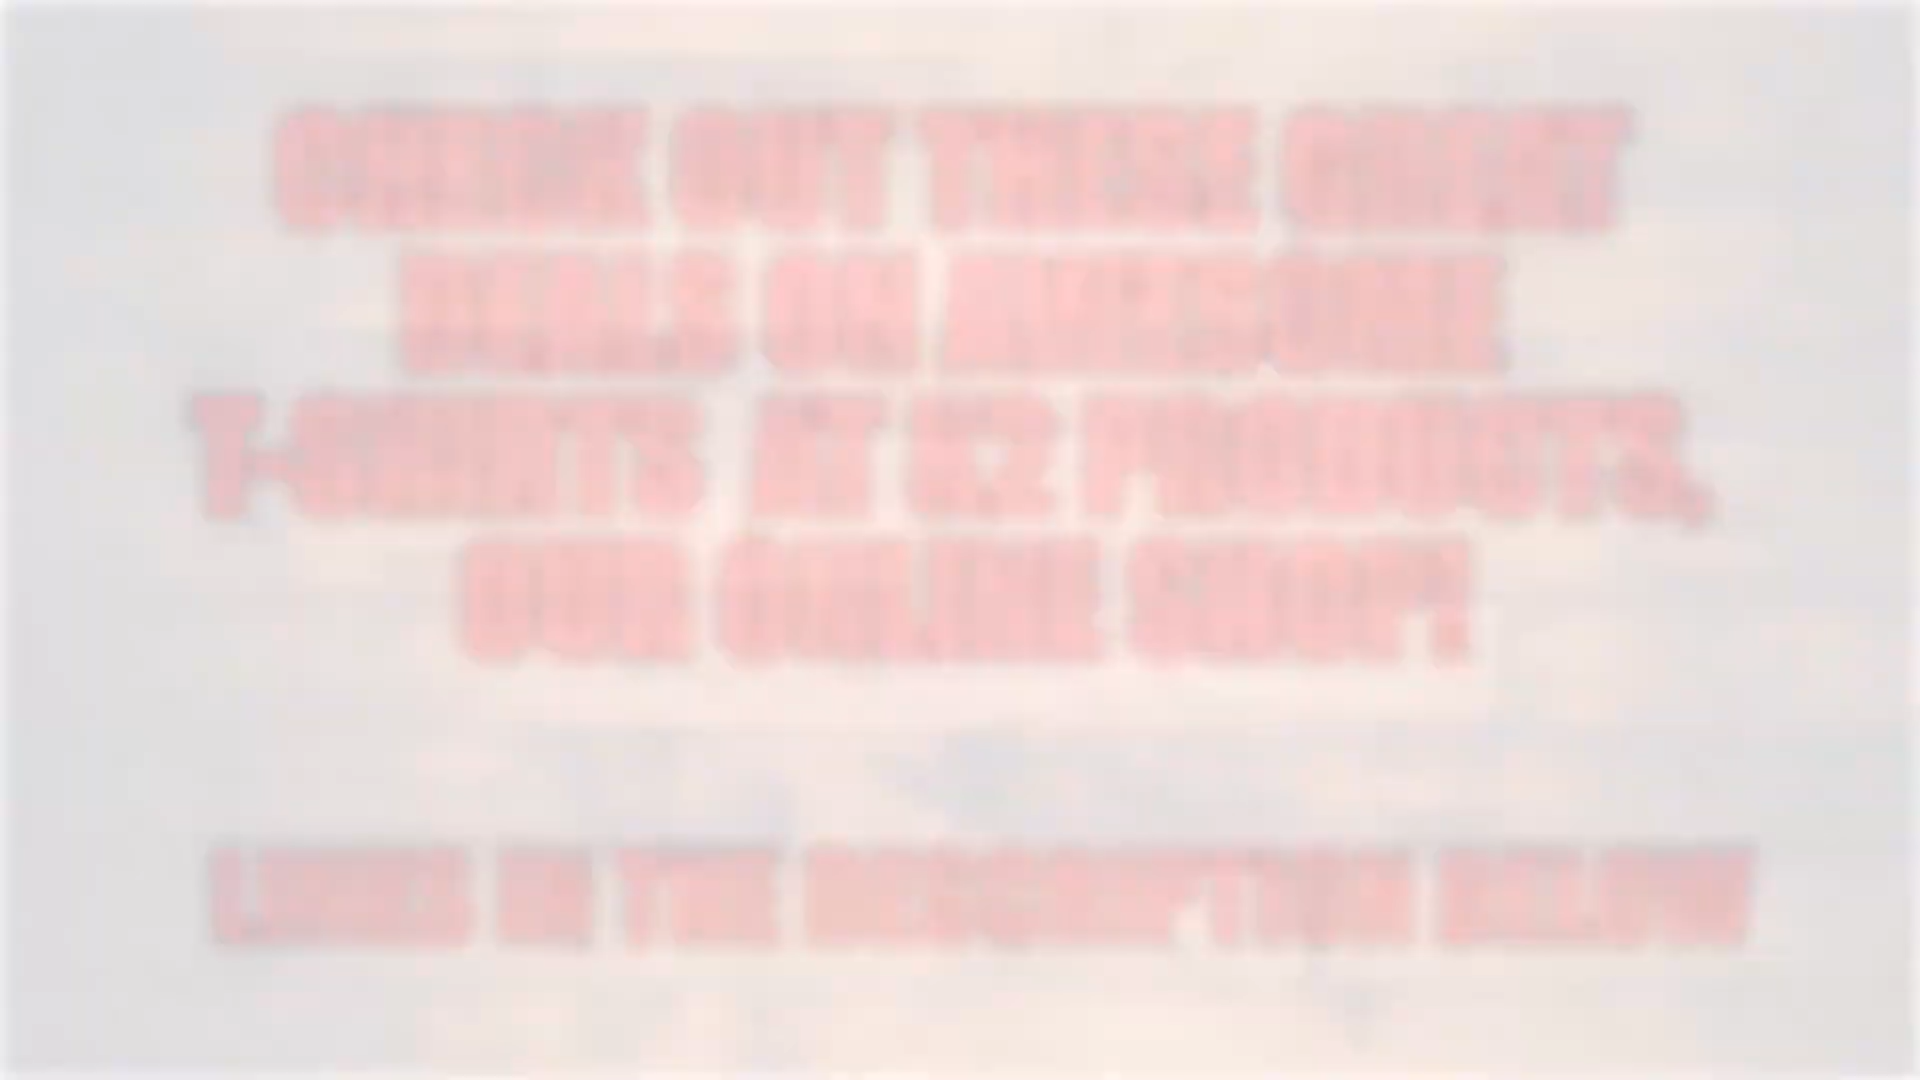 CHECK OUT THESE GREAT
DEALS ON AWESOME
T-SHIRTS AT PRODUCTS,
OUR ONLINE SHOP!
LINKS IN THE DESCRIPTION BELOW